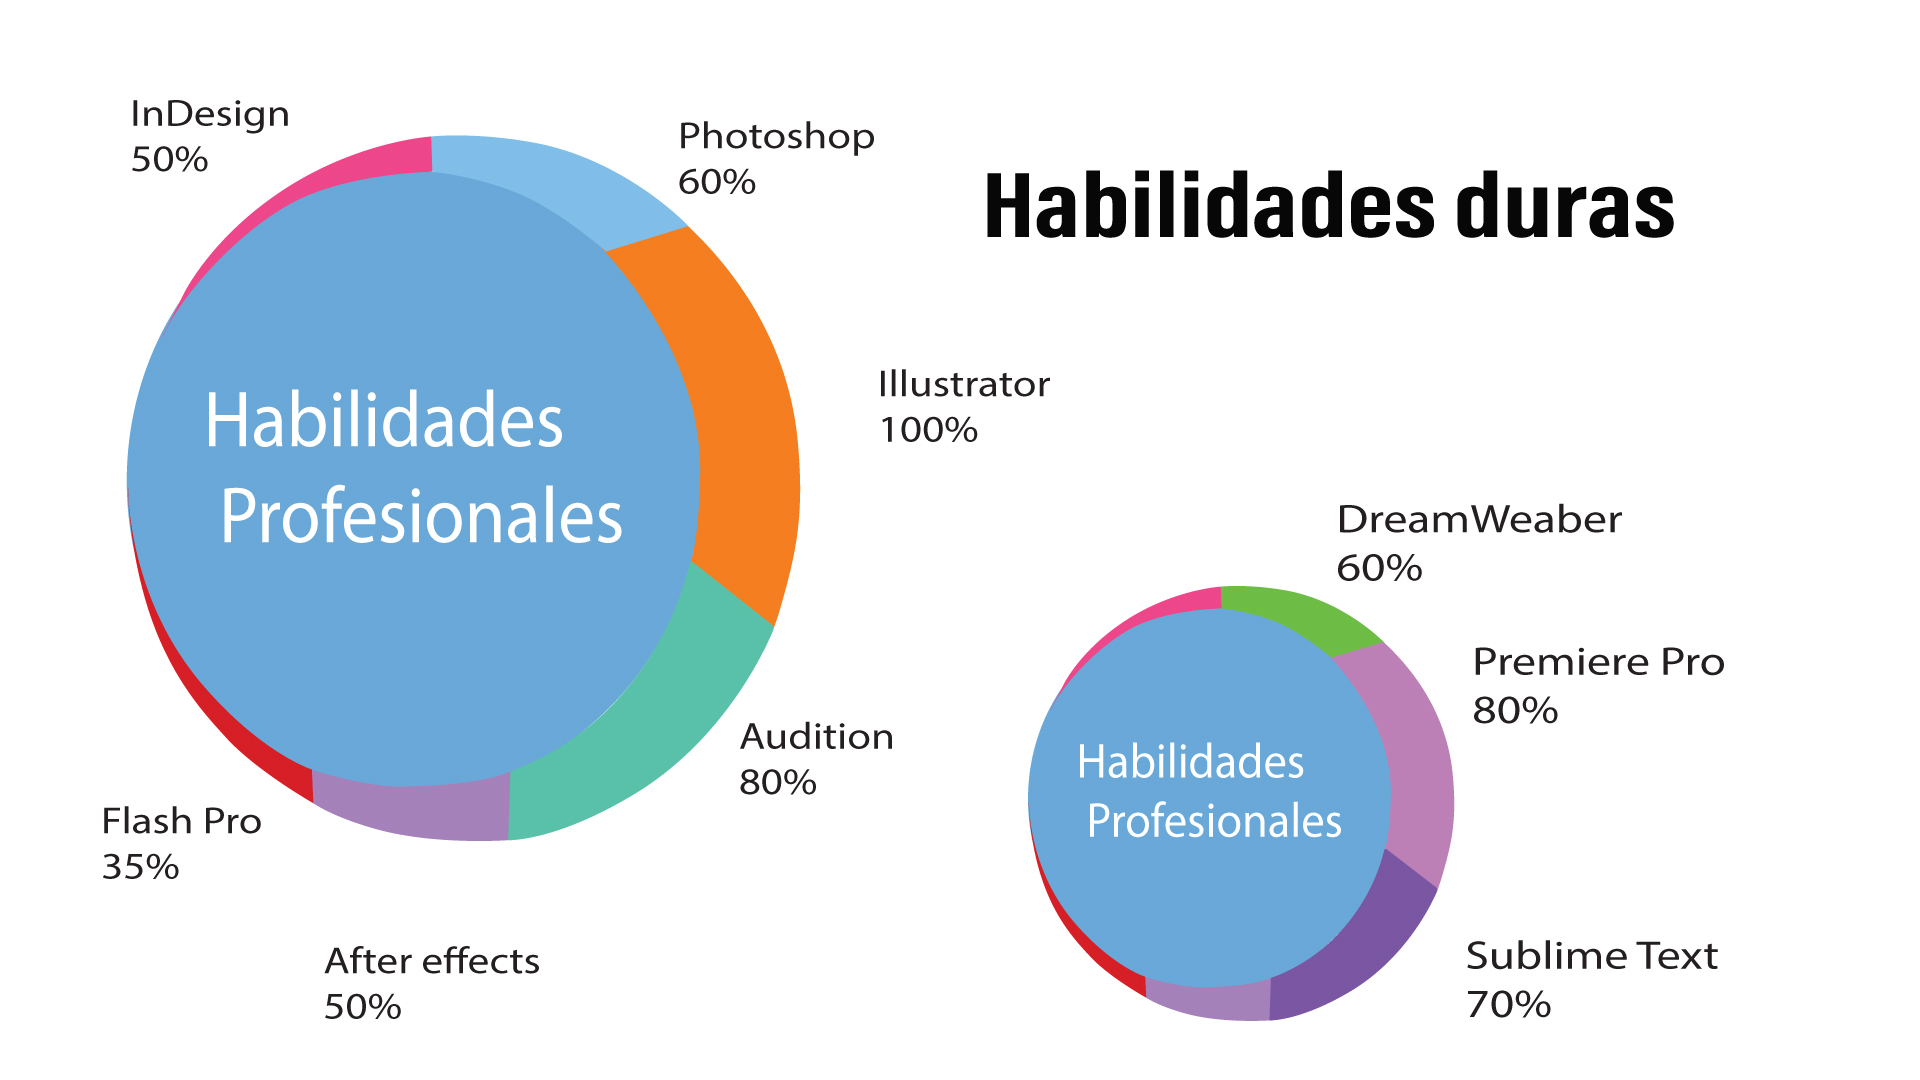 InDesign
50%
Photoshop
60%
Habilidades duras
Illustrator
100%
Habilidades
Profesionales
Audition
80%
Flash Pro
35%
After effects
50%
DreamWeaber
60%
Premiere Pro
80%
Habilidades
Profesionales
Sublime Text
70%